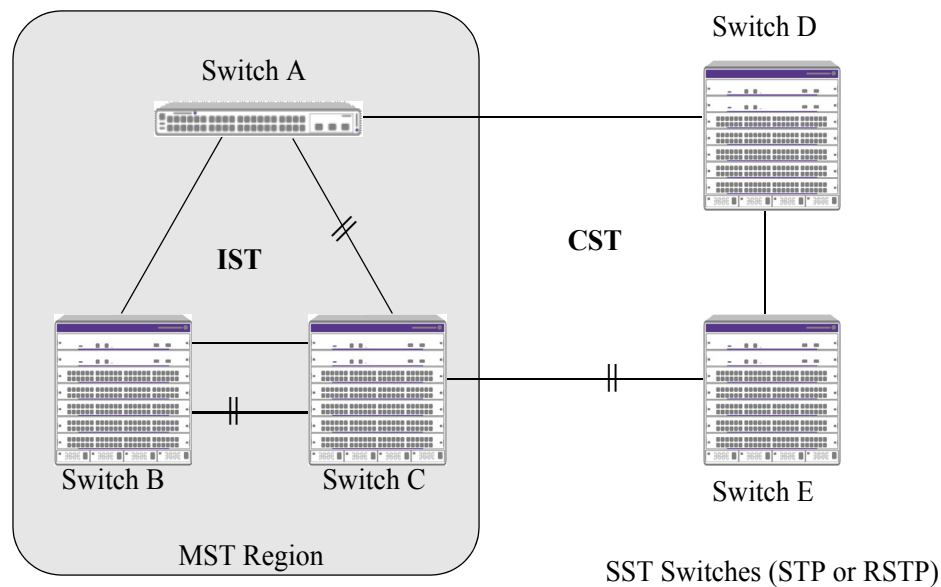 Switch D
Switch A
IST
CST
Switch B
Switch C
Switch E
MST Region
SST Switches (STP or RSTP)